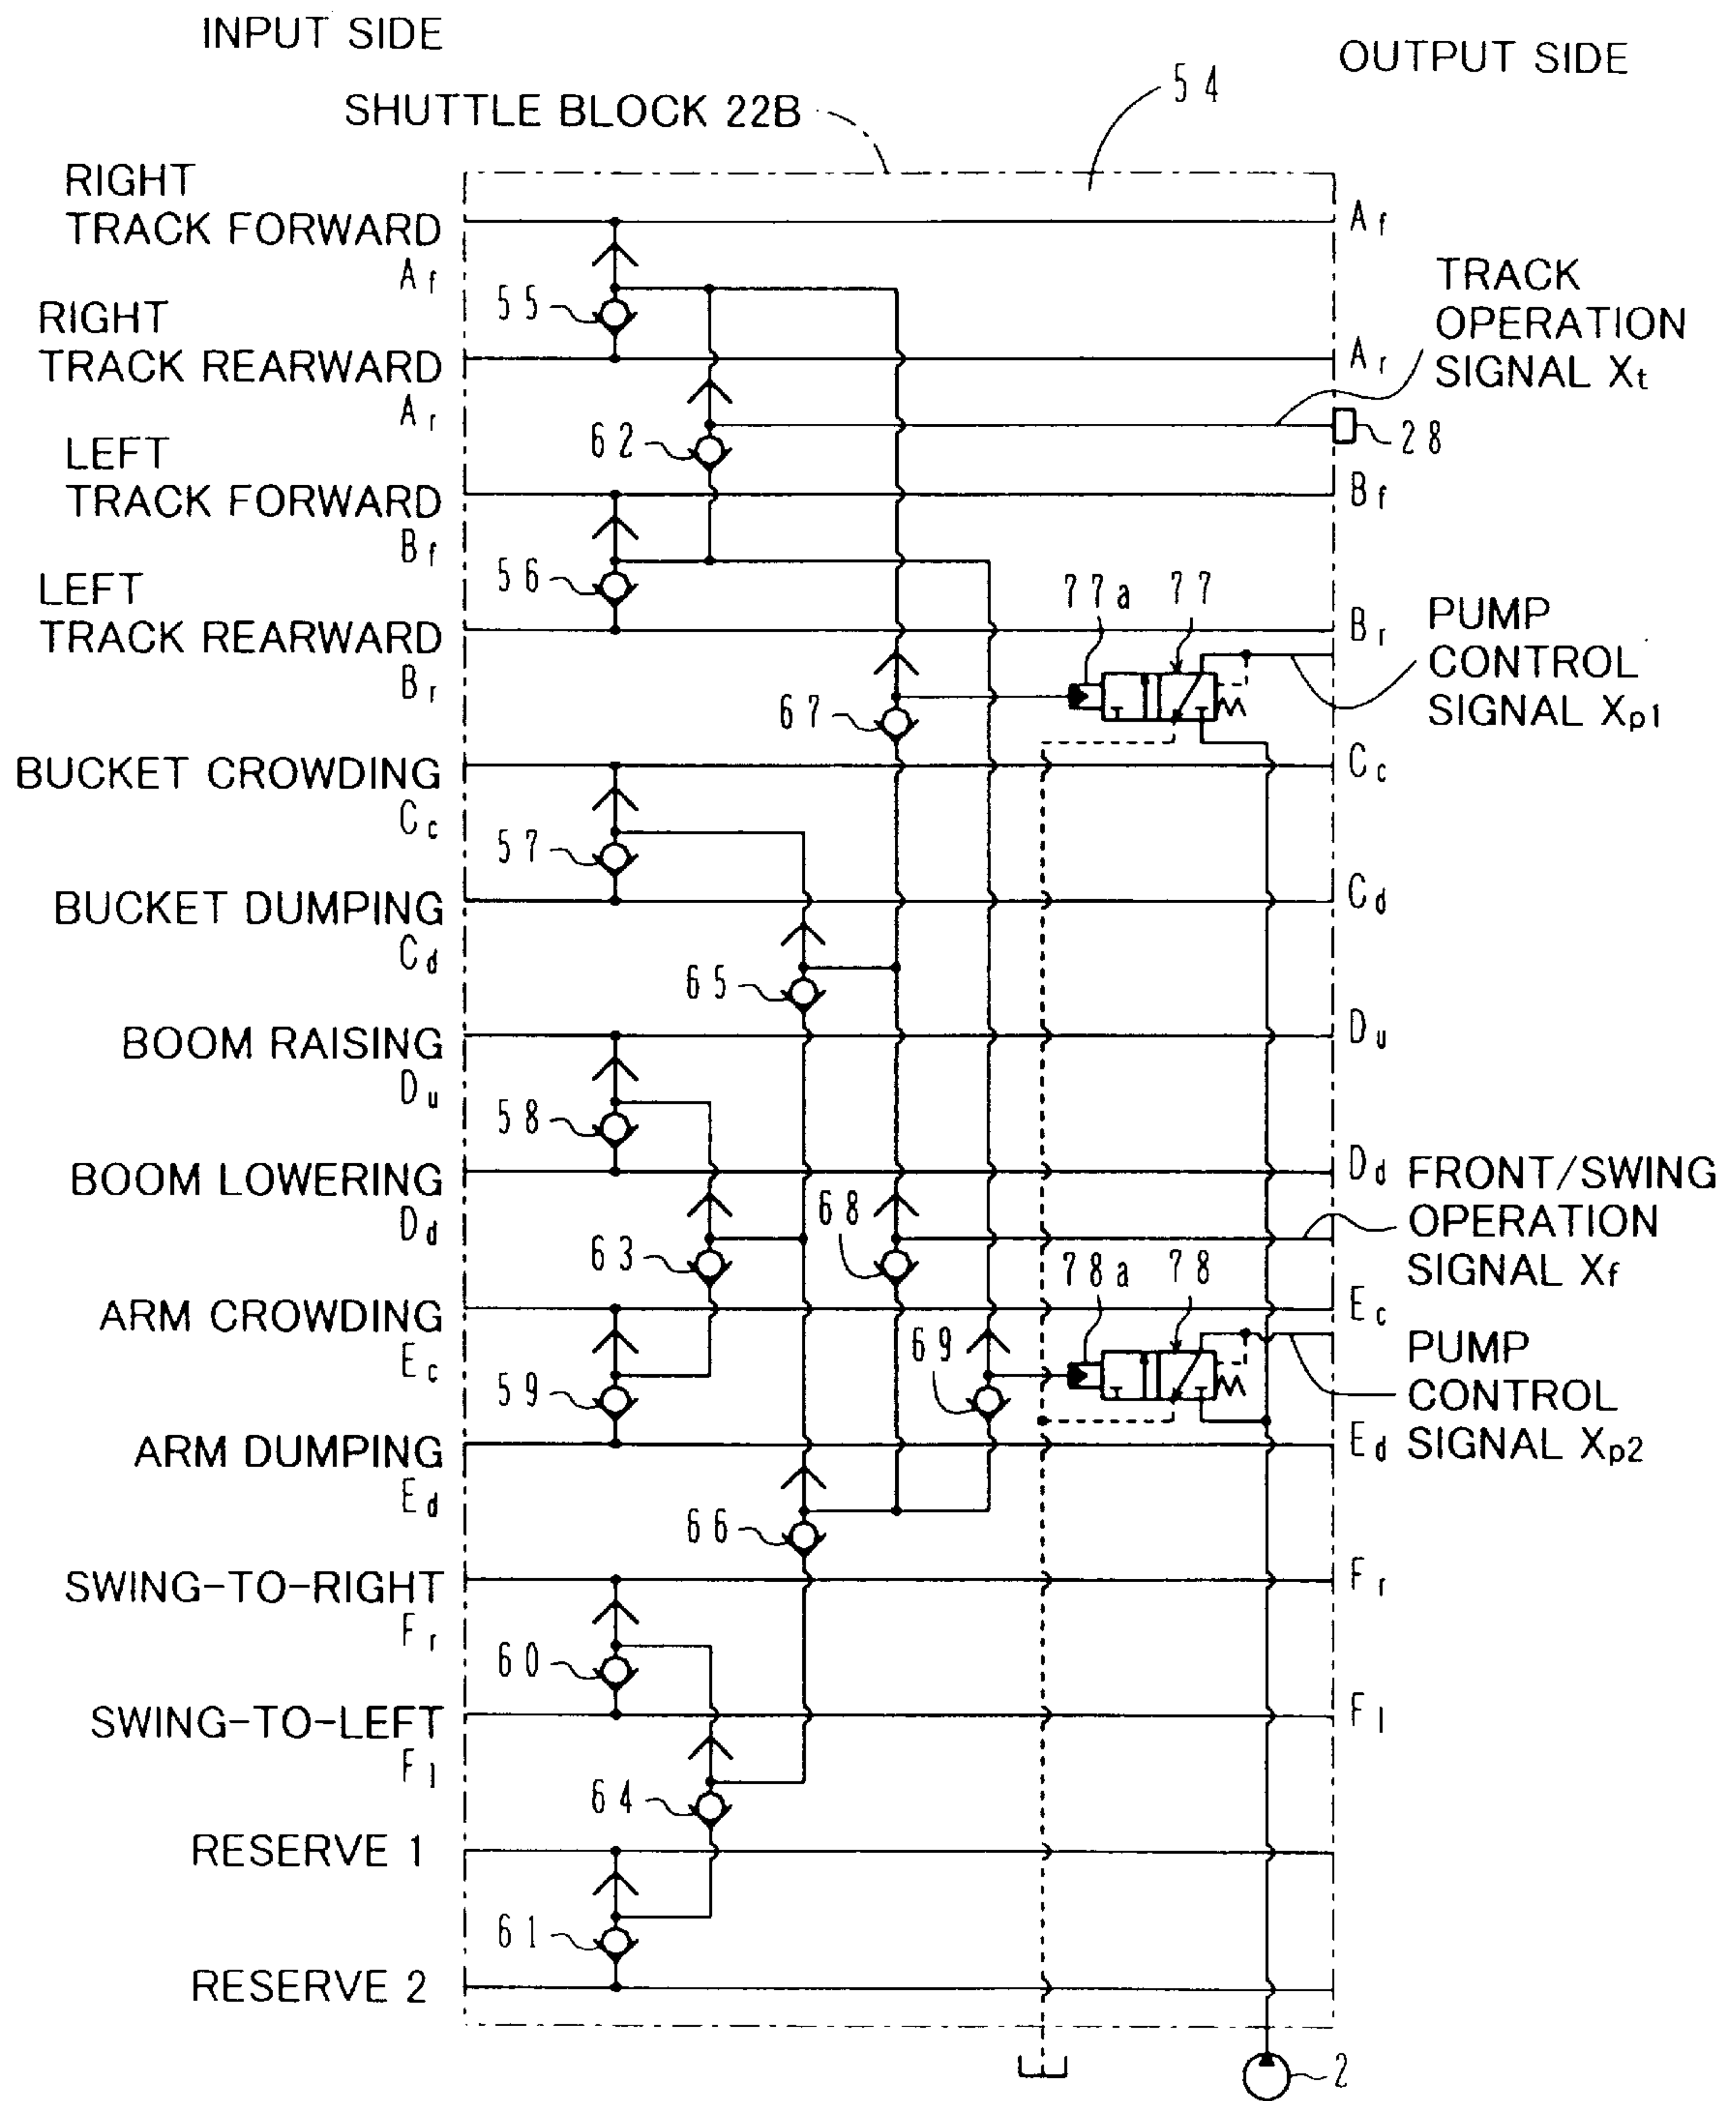 INPUT SIDE
OUTPUT SIDE
54
SHUTTLE BLOCK 22B
RIGHT
TRACK FORWARD
Af
Af
TRACK
OPERATION
SIGNAL Xt
55
RIGHT
TRACK REARWARD
Ar
Ar
28
62
LEFT
TRACK FORWARD
Bf
Bf
56
LEFT
TRACK REARWARD
Br
Br
77a
77
PUMP
CONTROL
SIGNAL Xp1
67
BUCKET CROWDING
Cc
Cc
57
BUCKET DUMPING
Cd
Cd
65
BOOM RAISING
Du
Du
58
BOOM LOWERING
Dd
Dd
FRONT/SWING
OPERATION
SIGNAL Xf
68
63
78a
78
ARM CROWDING
Ec
Ec
PUMP
CONTROL
SIGNAL Xp2
69
59
ARM DUMPING
Ed
Ed
66
SWING-TO-RIGHT
Fr
Fr
60
SWING-TO-LEFT
Fl
Fl
64
RESERVE 1
61
RESERVE 2
2